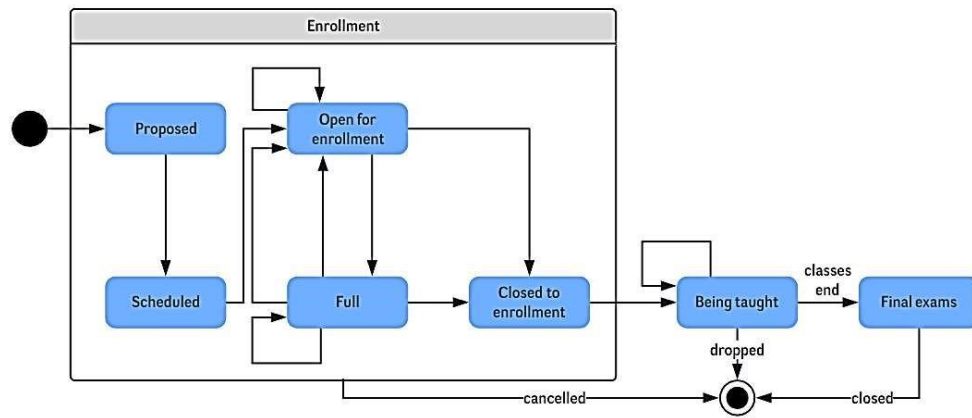 Enrollment
Proposed
Open for
enrollment
Scheduled
Full
Closed to
enrollment
Being taught
classes
end
Final exams
dropped
cancelled
closed